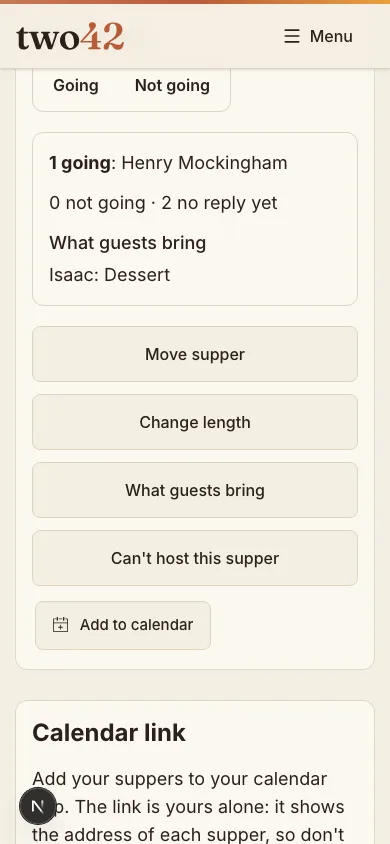 two42
Menu
Going
Not going
1 going: Henry Mockingham
0 not going · 2 no reply yet
What guests bring
Isaac: Dessert
Move supper
Change length
What guests bring
Can't host this supper
Add to calendar
Calendar link
Add your suppers to your calendar
N
p. The link is yours alone: it shows
the address of each supper, so don't